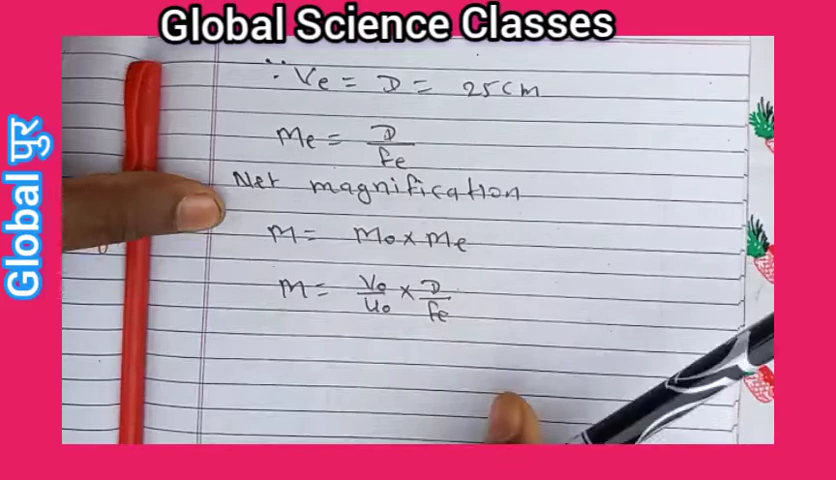 Global Science Classes
Global पुर
∵ Ve = D = 25cm
Me = D/fe
Net magnification
M = Mo × Me
M = Vo/uo × D/fe